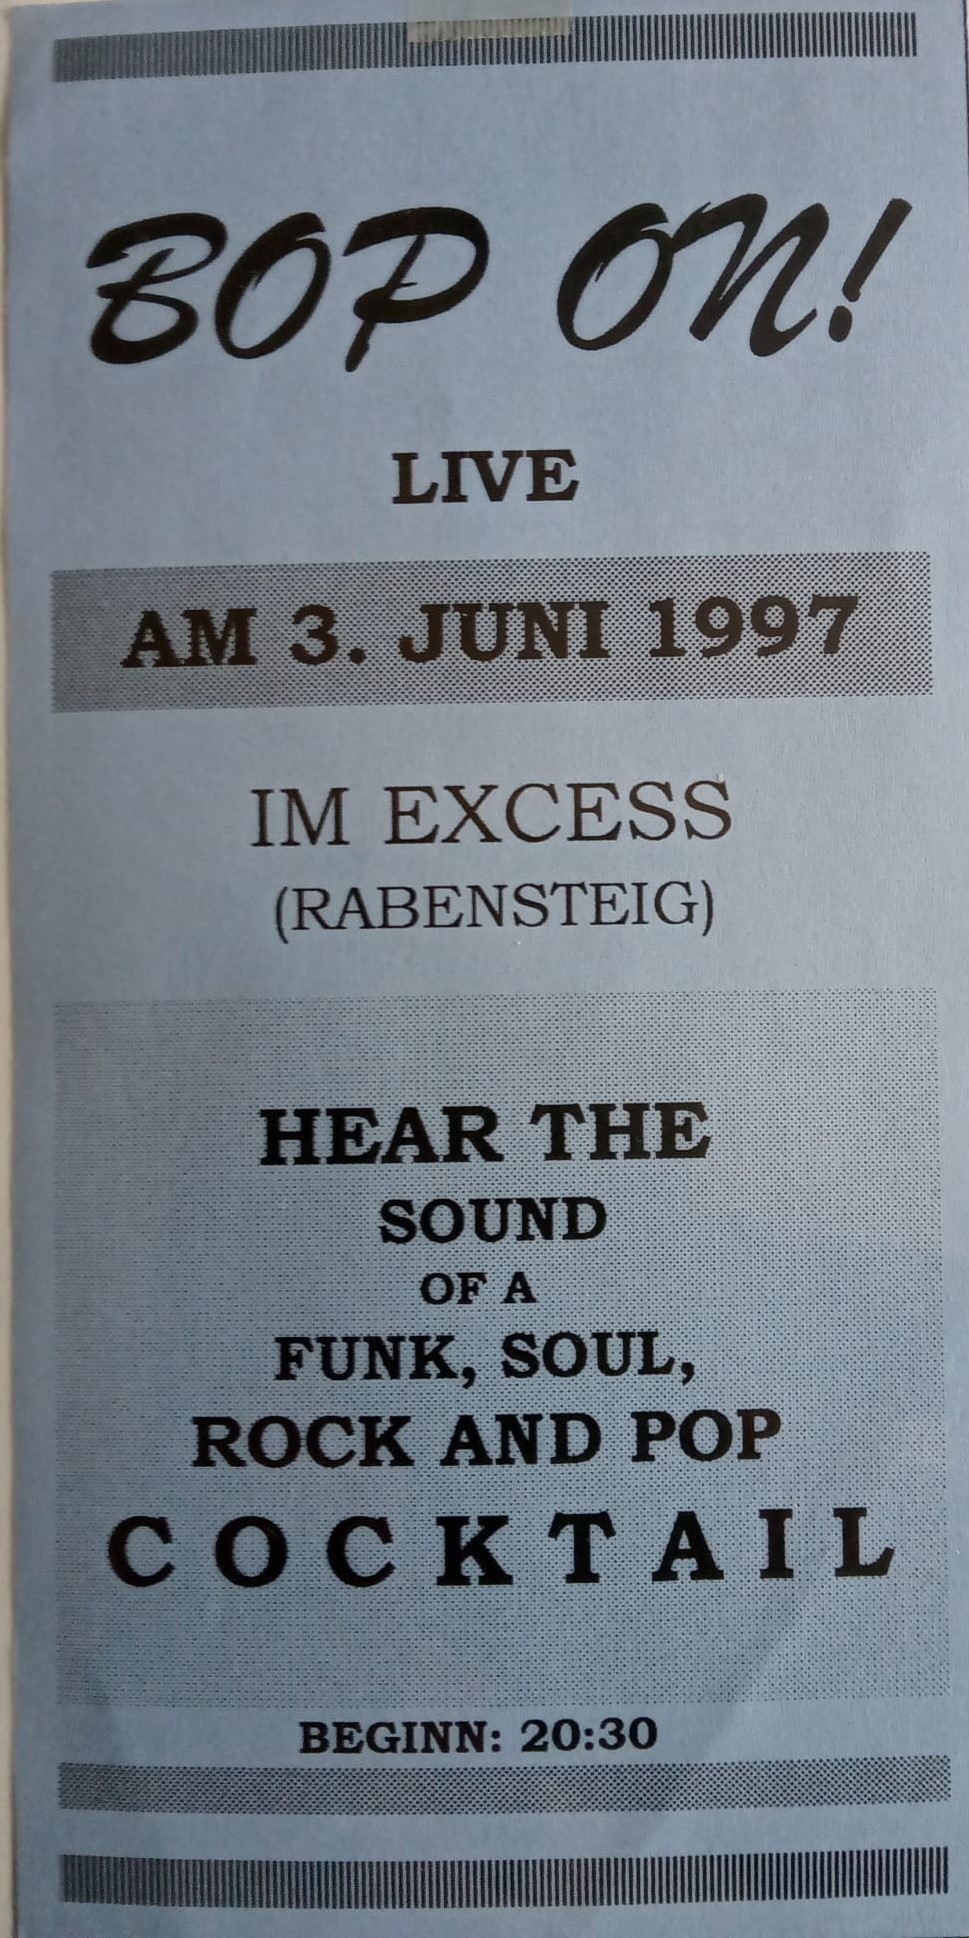 BOP ON!
LIVE
AM 3. JUNI 1997
IM EXCESS
(RABENSTEIG)
HEAR THE
SOUND
OF A
FUNK, SOUL,
ROCK AND POP
COCKTAIL
BEGINN: 20:30